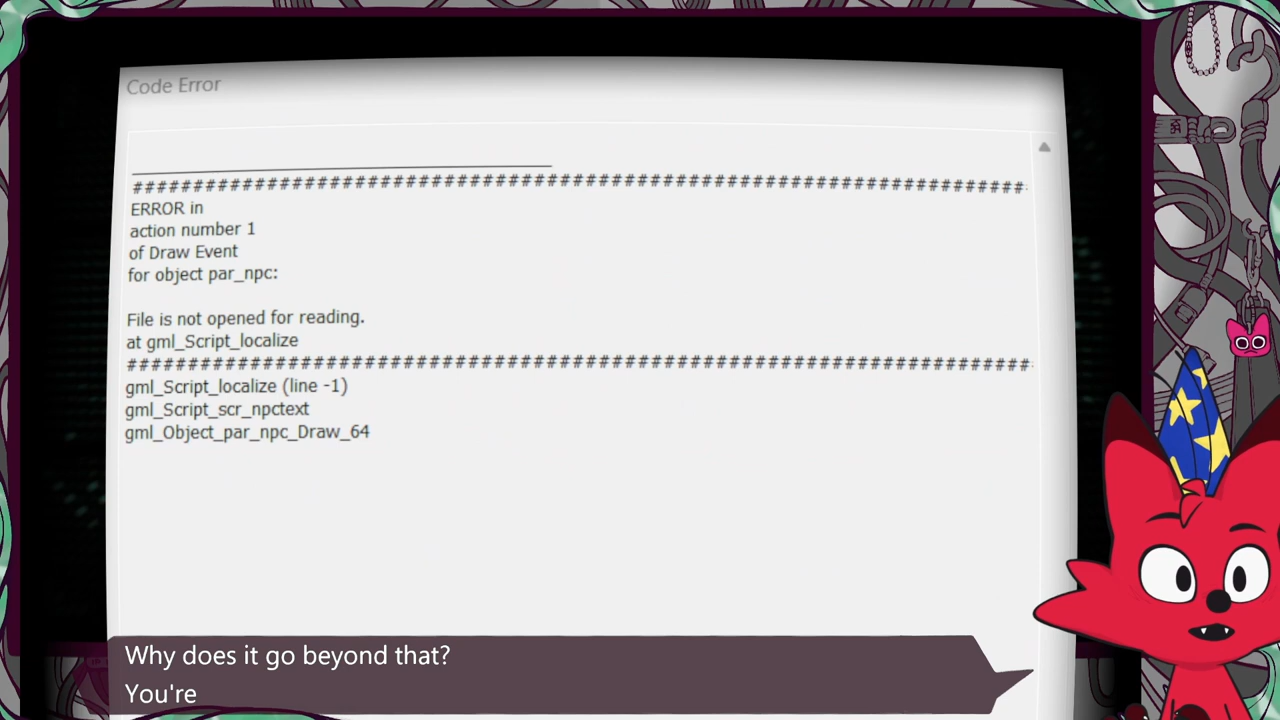 Code Error
##########################################################################
ERROR in
action number 1
of Draw Event
for object par_npc:
File is not opened for reading.
at gml_Script_localize
##########################################################################
gml_Script_localize (line -1)
gml_Script_scr_npctext
gml_Object_par_npc_Draw_64
Why does it go beyond that?
You're